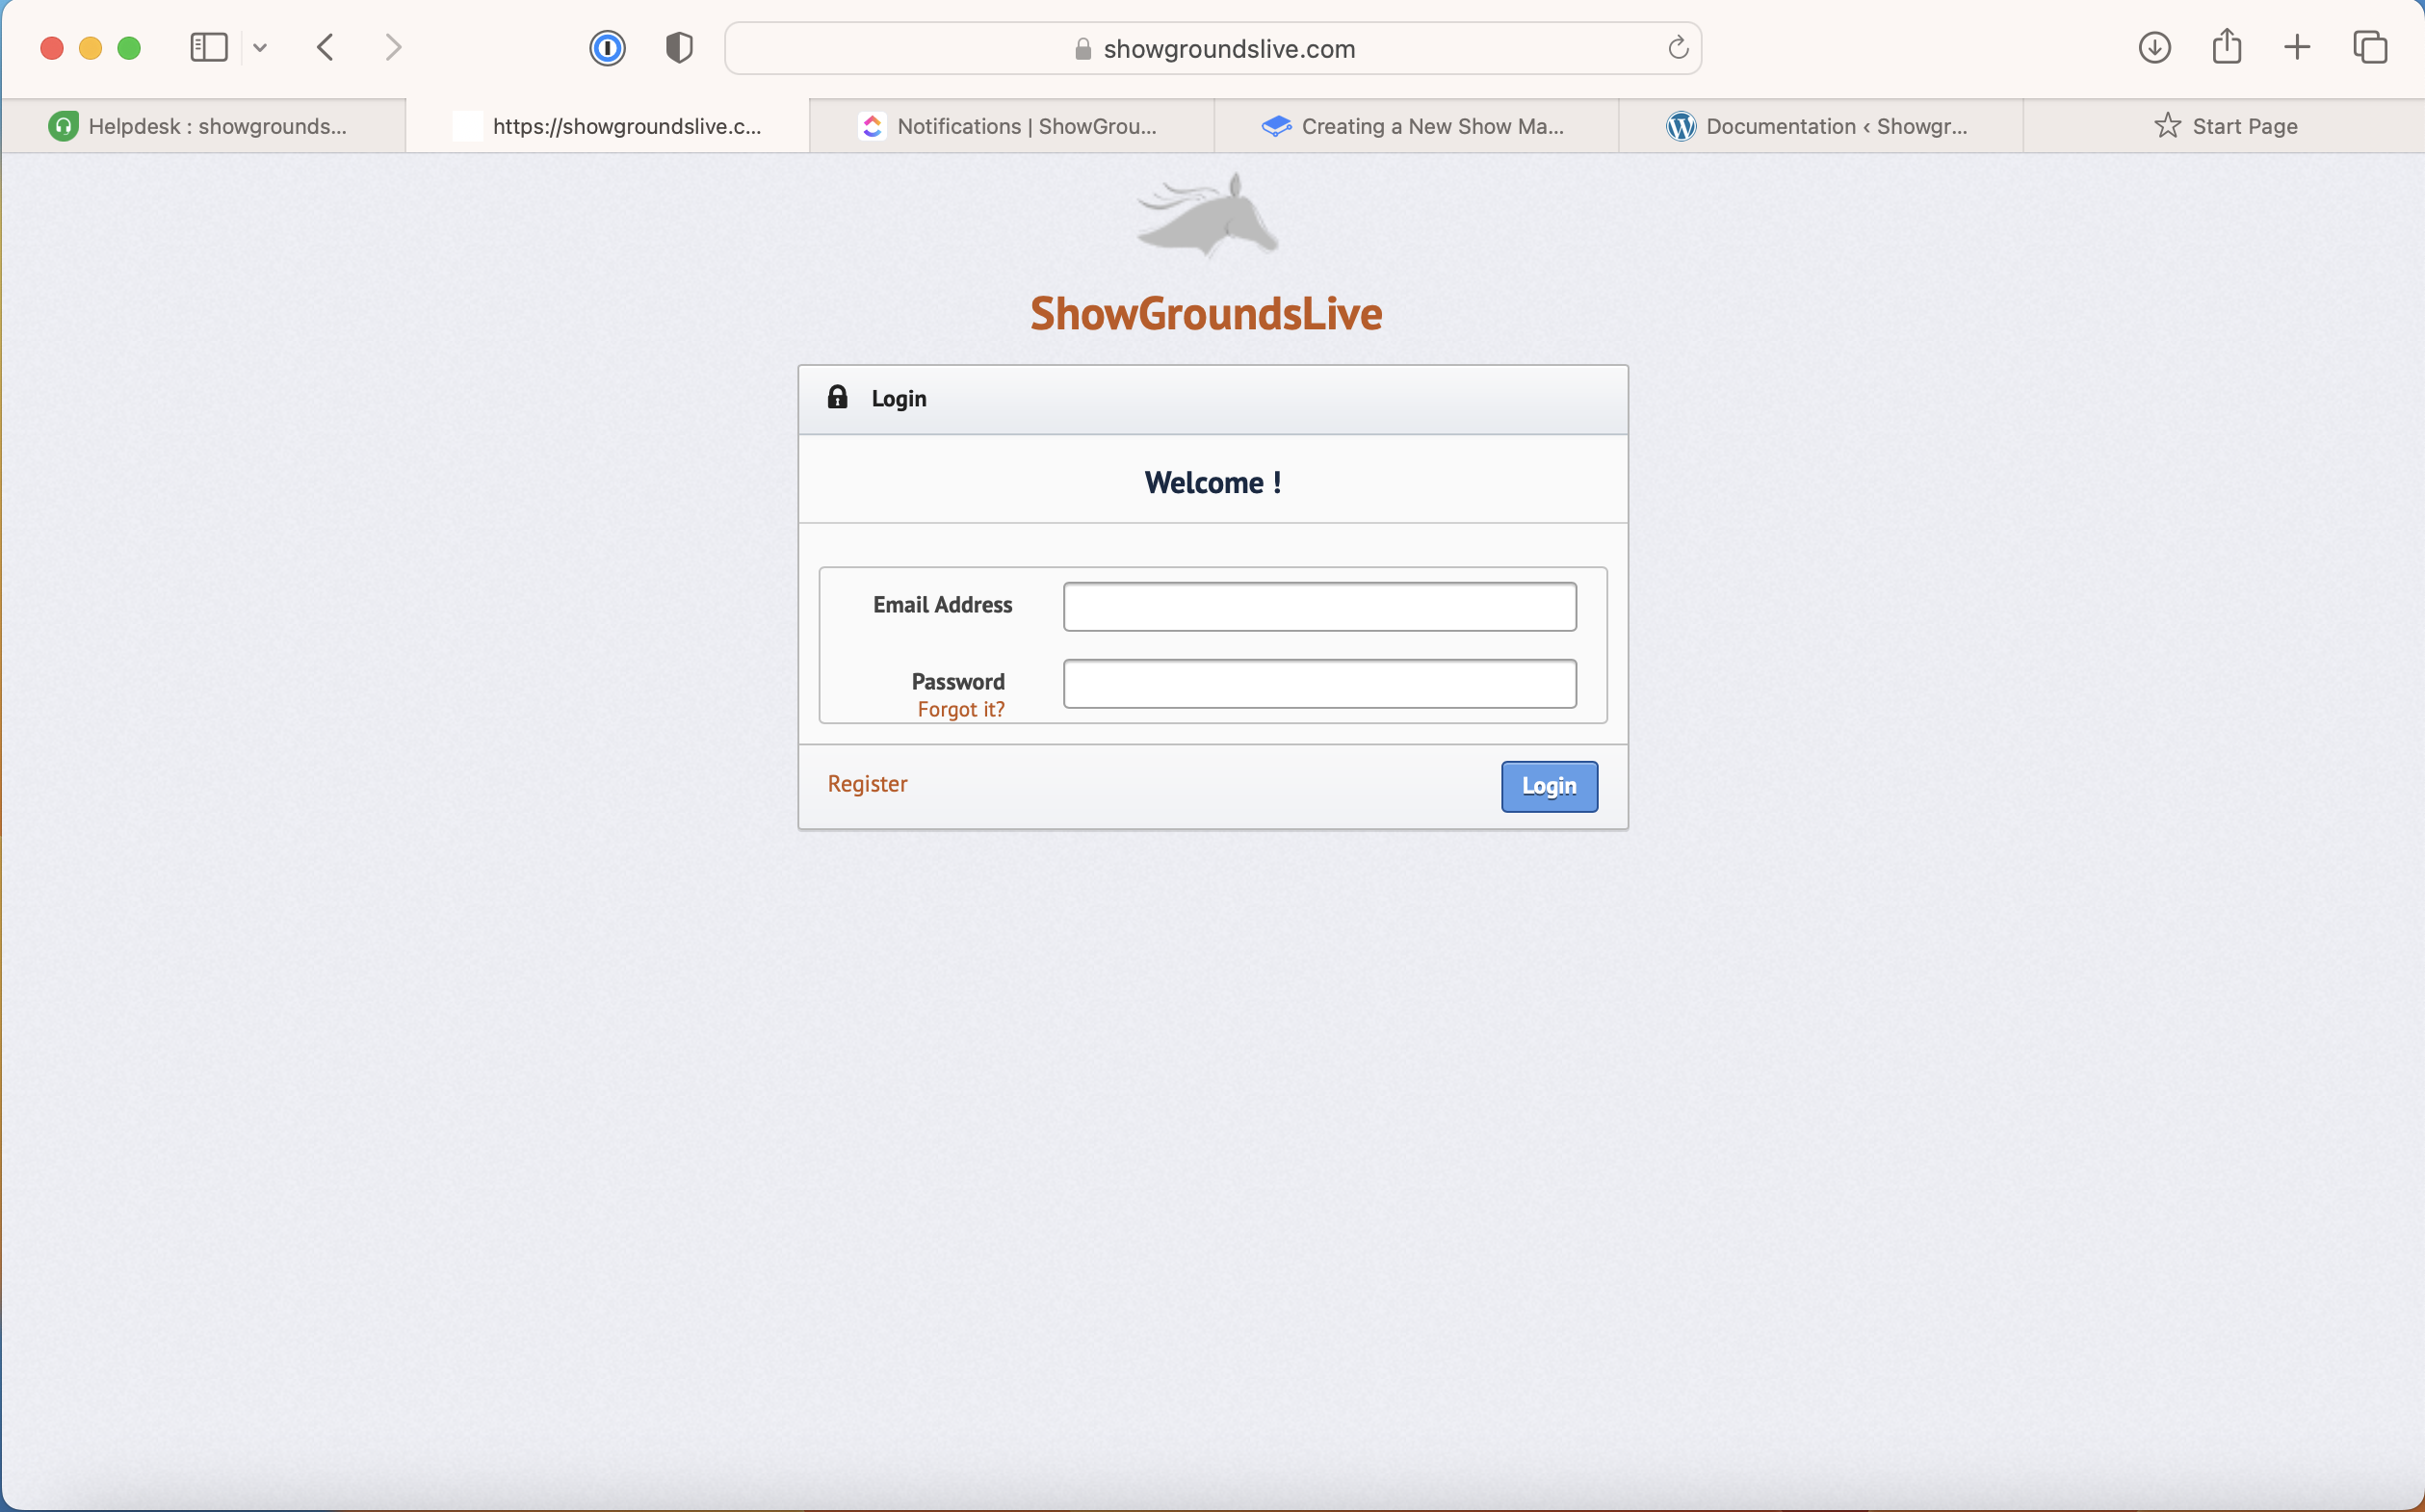 showgroundslive.com
Helpdesk : showgrounds...
https://showgroundslive.c...
Notifications | ShowGrou...
Creating a New Show Ma...
Documentation ‹ Showgr...
Start Page
ShowGroundsLive
Login
Welcome !
Email Address
Password
Forgot it?
Register
Login